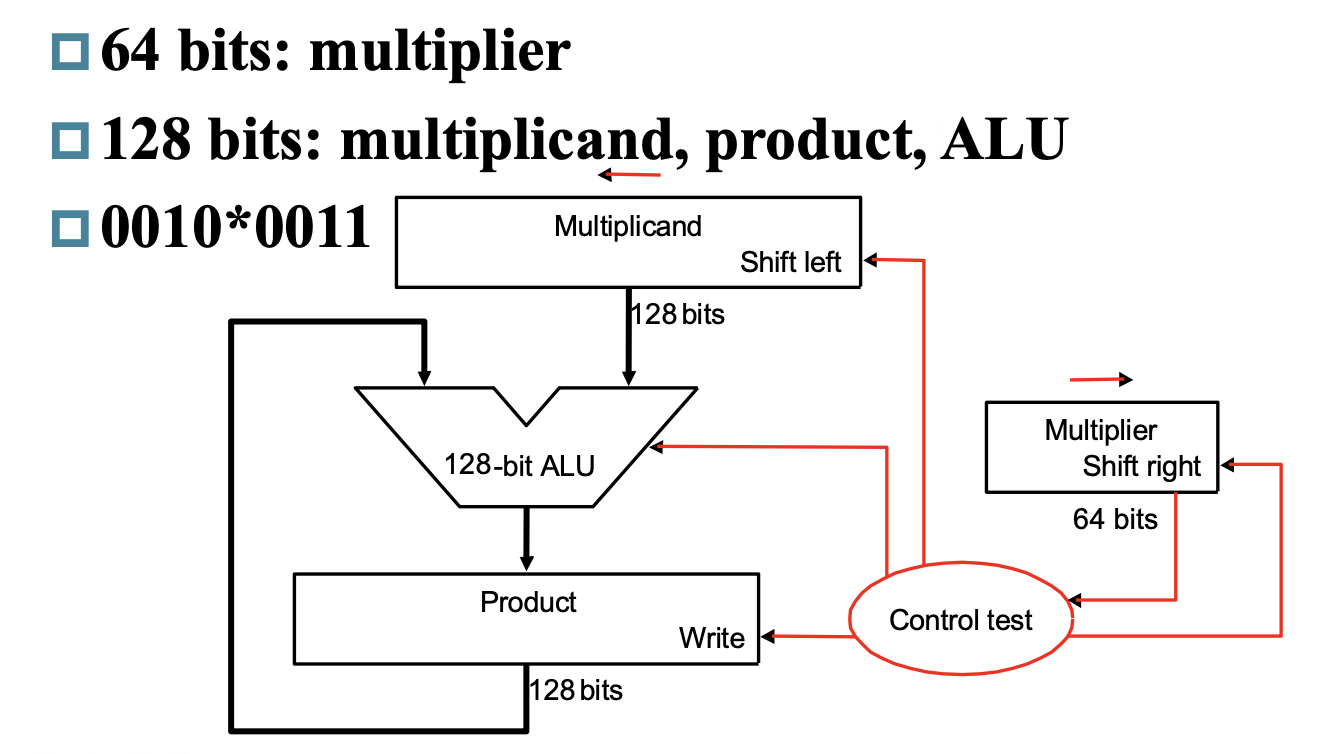 64 bits: multiplier
128 bits: multiplicand, product, ALU
0010*0011
Multiplicand
Shift left
128 bits
128-bit ALU
Multiplier
Shift right
64 bits
Product
Write
Control test
128 bits